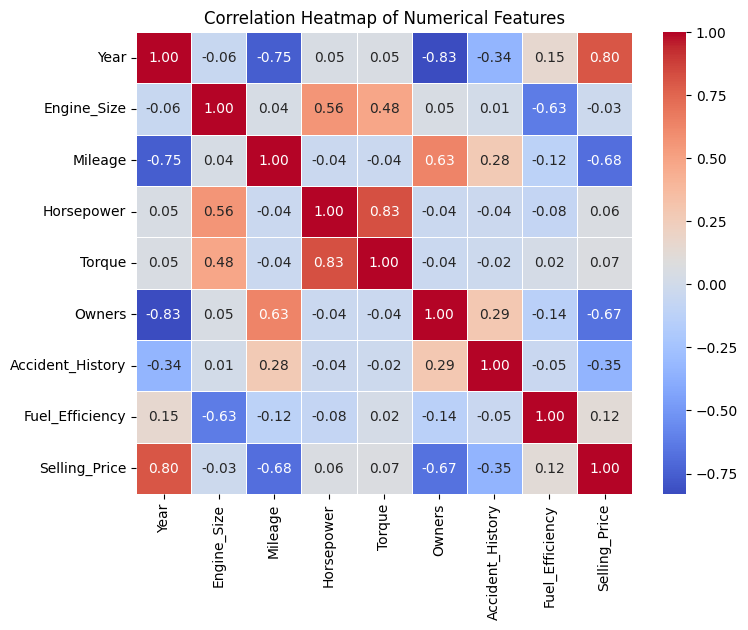 Correlation Heatmap of Numerical Features
Year 1.00 -0.06 -0.75 0.05 0.05 -0.83 -0.34 0.15 0.80
Engine_Size -0.06 1.00 0.04 0.56 0.48 0.05 0.01 -0.63 -0.03
Mileage -0.75 0.04 1.00 -0.04 -0.04 0.63 0.28 -0.12 -0.68
Horsepower 0.05 0.56 -0.04 1.00 0.83 -0.04 -0.04 -0.08 0.06
Torque 0.05 0.48 -0.04 0.83 1.00 -0.04 -0.02 0.02 0.07
Owners -0.83 0.05 0.63 -0.04 -0.04 1.00 0.29 -0.14 -0.67
Accident_History -0.34 0.01 0.28 -0.04 -0.02 0.29 1.00 -0.05 -0.35
Fuel_Efficiency 0.15 -0.63 -0.12 -0.08 0.02 -0.14 -0.05 1.00 0.12
Selling_Price 0.80 -0.03 -0.68 0.06 0.07 -0.67 -0.35 0.12 1.00
Year
Engine_Size
Mileage
Horsepower
Torque
Owners
Accident_History
Fuel_Efficiency
Selling_Price
1.00
0.75
0.50
0.25
0.00
−0.25
−0.50
−0.75